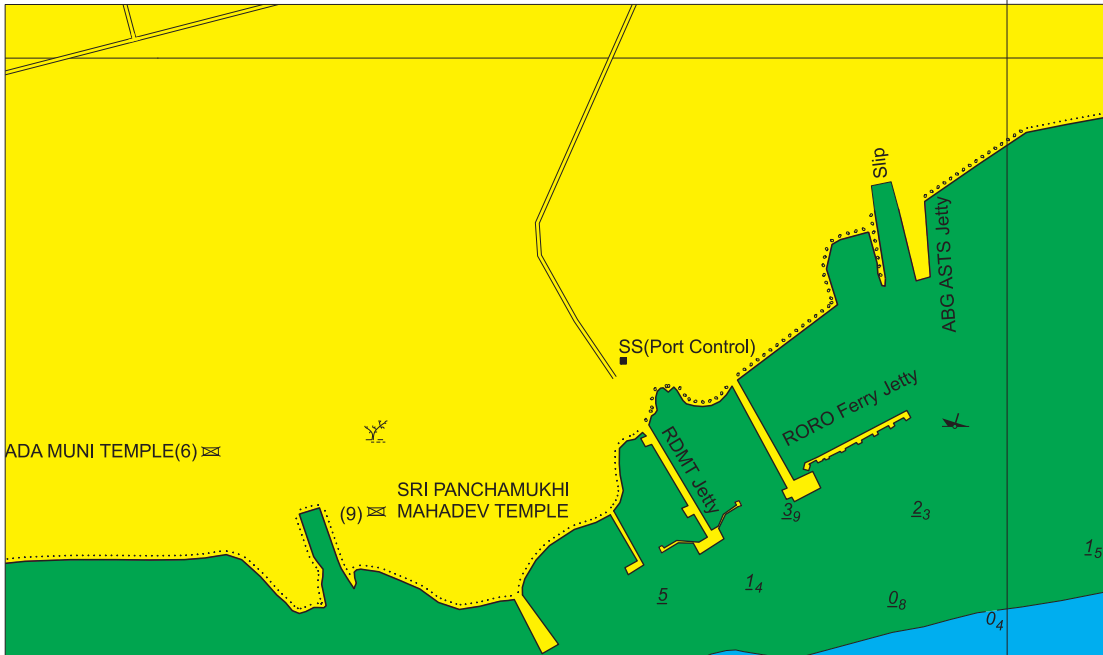 Slip
ABG ASTS Jetty
SS(Port Control)
RORO Ferry Jetty
RDMT Jetty
ADA MUNI TEMPLE(6)
SRI PANCHAMUKHI
(9) MAHADEV TEMPLE
3₉
2₃
1₅
1₄
5
0₈
0₄